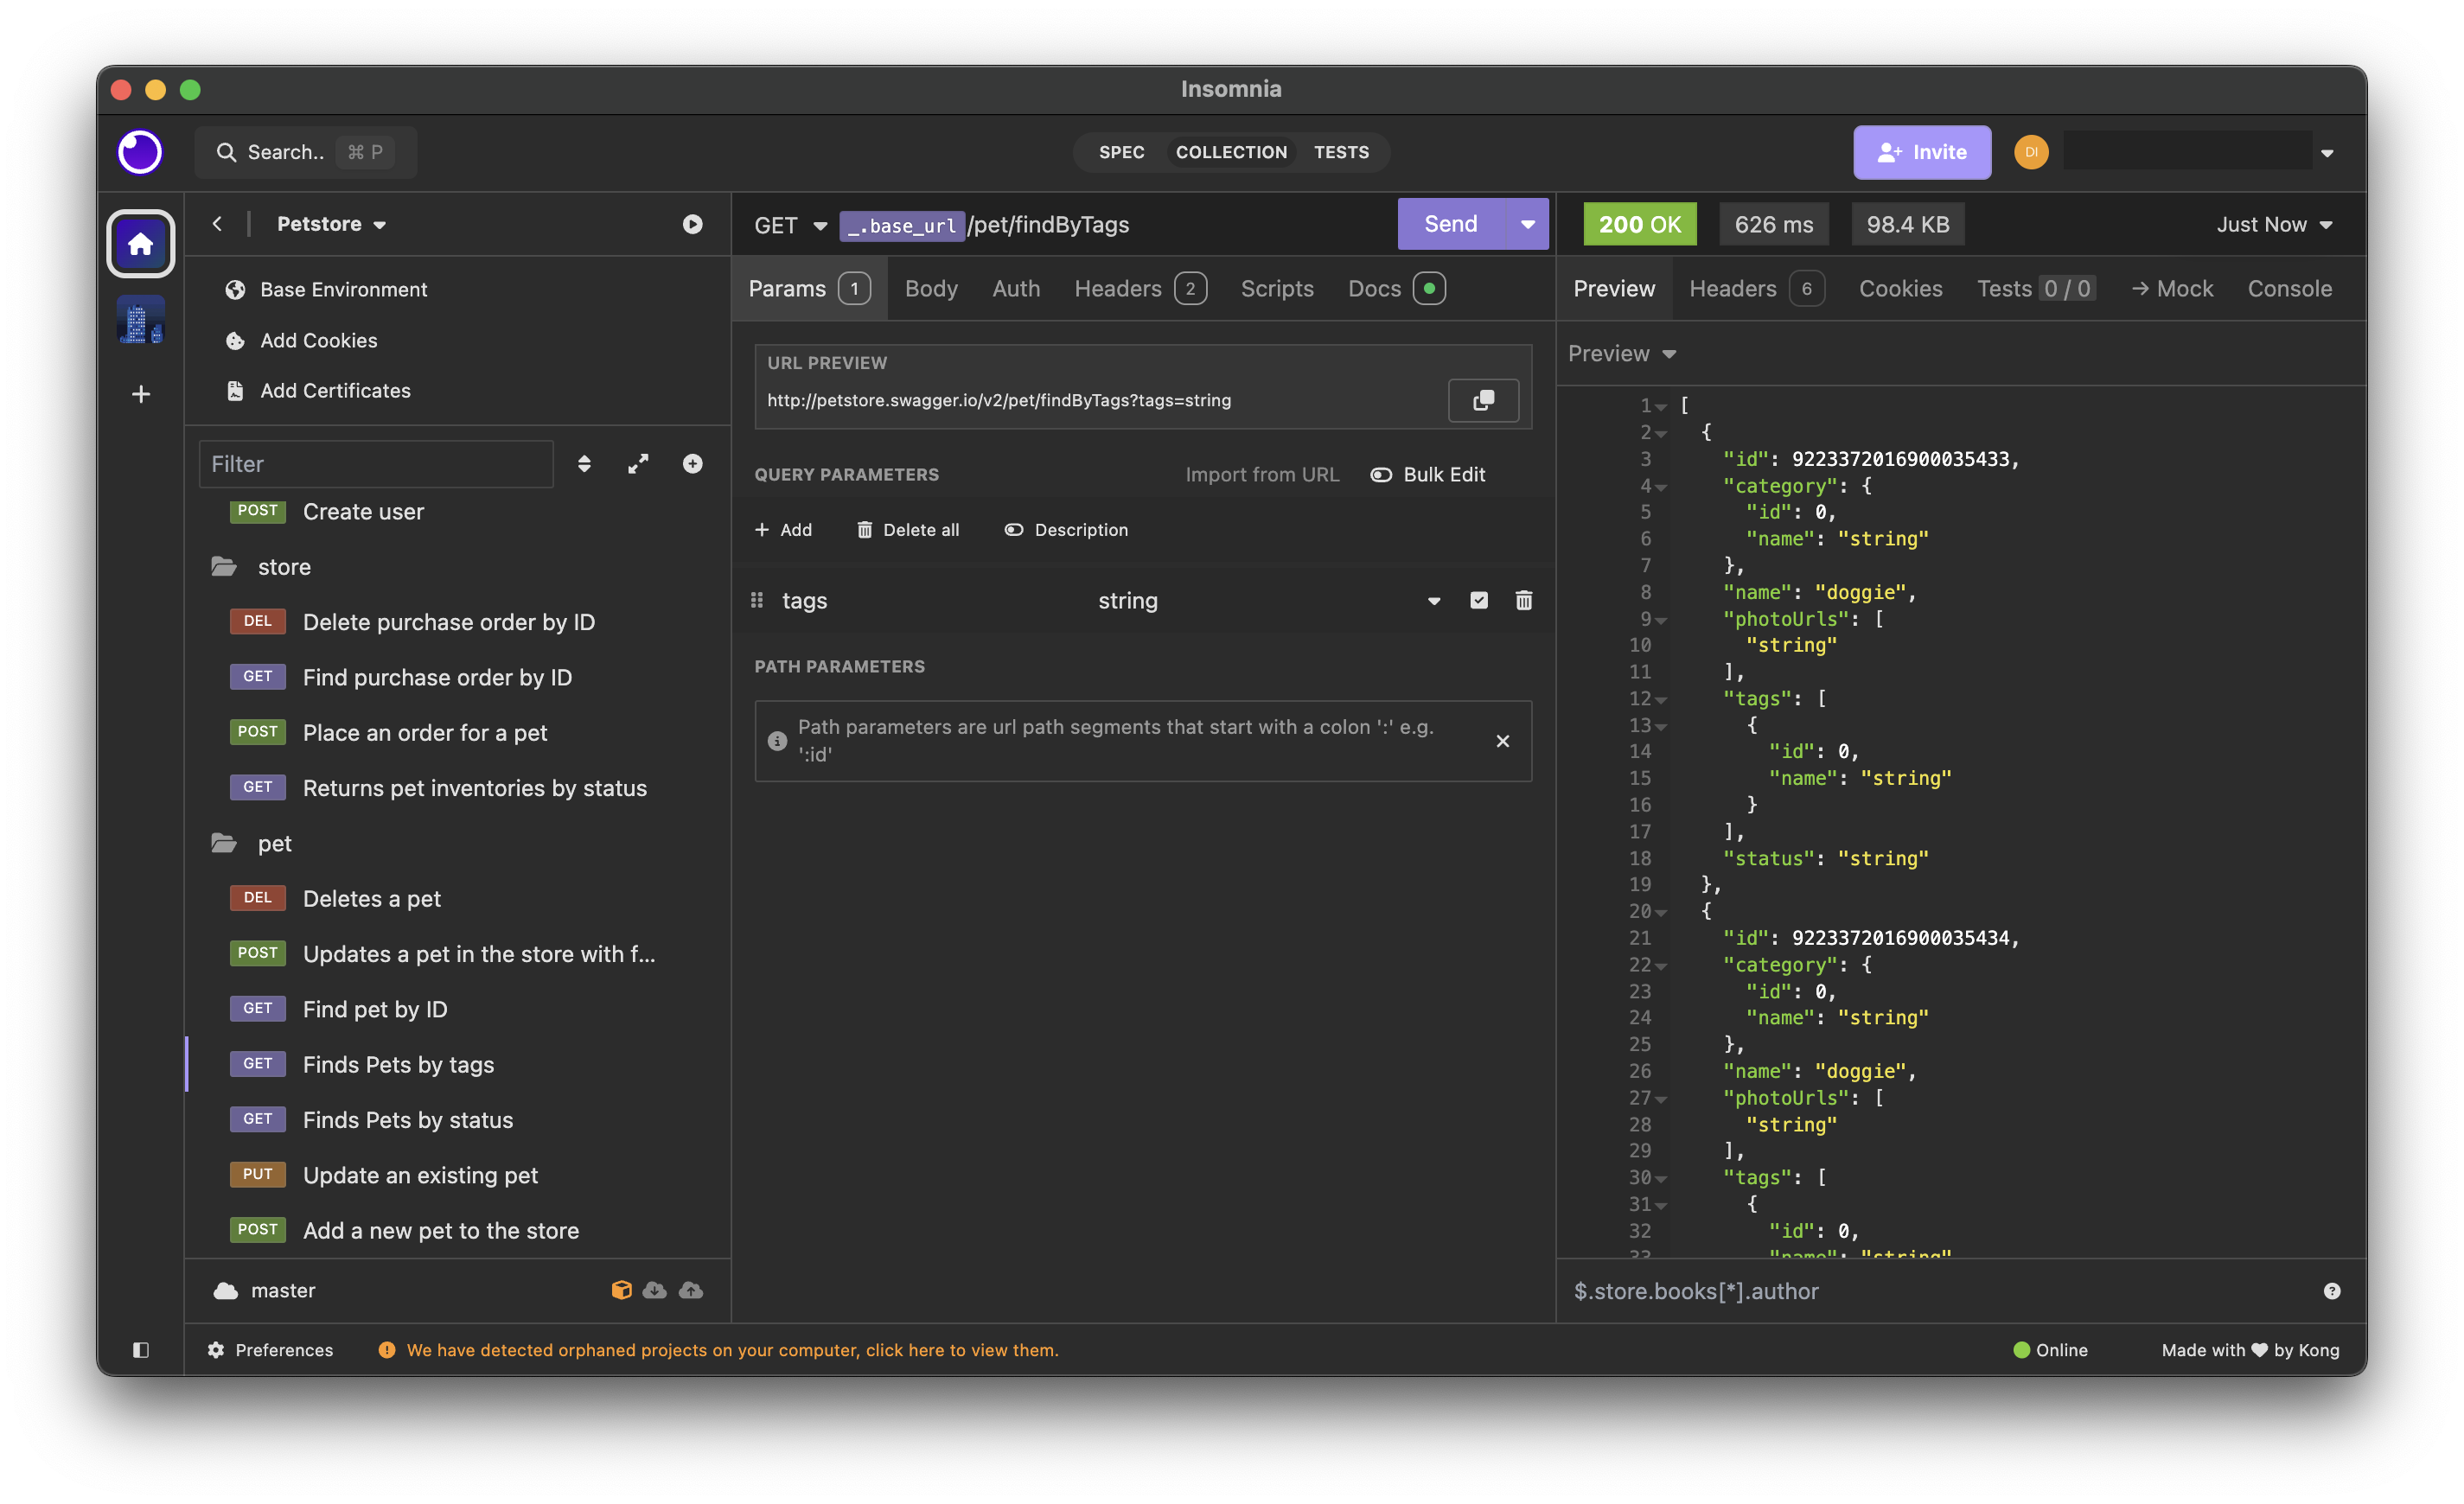 Insomnia
Search.. ⌘ P
SPEC COLLECTION TESTS
Invite
DI
Petstore
Base Environment
Add Cookies
Add Certificates
Filter
POST Create user
store
DEL Delete purchase order by ID
GET Find purchase order by ID
POST Place an order for a pet
GET Returns pet inventories by status
pet
DEL Deletes a pet
POST Updates a pet in the store with f...
GET Find pet by ID
GET Finds Pets by tags
GET Finds Pets by status
PUT Update an existing pet
POST Add a new pet to the store
master
GET _.base_url/pet/findByTags
Send
Params 1 Body Auth Headers 2 Scripts Docs
URL PREVIEW
http://petstore.swagger.io/v2/pet/findByTags?tags=string
QUERY PARAMETERS Import from URL Bulk Edit
+ Add Delete all Description
tags string
PATH PARAMETERS
Path parameters are url path segments that start with a colon ':' e.g.
':id'
200 OK 626 ms 98.4 KB Just Now
Preview Headers 6 Cookies Tests 0 / 0 → Mock Console
Preview
1 [
2 {
3 "id": 9223372016900035433,
4 "category": {
5 "id": 0,
6 "name": "string"
7 },
8 "name": "doggie",
9 "photoUrls": [
10 "string"
11 ],
12 "tags": [
13 {
14 "id": 0,
15 "name": "string"
16 }
17 ],
18 "status": "string"
19 },
20 {
21 "id": 9223372016900035434,
22 "category": {
23 "id": 0,
24 "name": "string"
25 },
26 "name": "doggie",
27 "photoUrls": [
28 "string"
29 ],
30 "tags": [
31 {
32 "id": 0,
33 "name": "string"
$.store.books[*].author
Preferences
We have detected orphaned projects on your computer, click here to view them.
Online
Made with ♥ by Kong